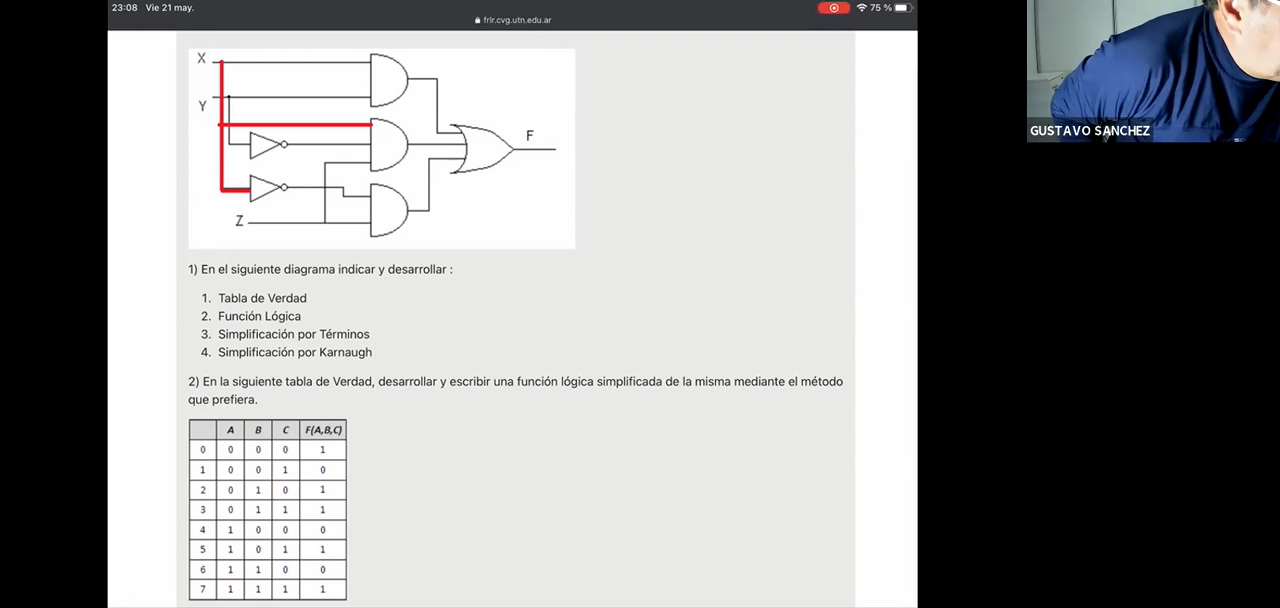 23:08 Vie 21 may.
75 %
frlr.cvg.utn.edu.ar
X
Y
F
Z
GUSTAVO SANCHEZ
1) En el siguiente diagrama indicar y desarrollar :
1. Tabla de Verdad
2. Función Lógica
3. Simplificación por Términos
4. Simplificación por Karnaugh
2) En la siguiente tabla de Verdad, desarrollar y escribir una función lógica simplificada de la misma mediante el método
que prefiera.
A B C F(A,B,C)
0 0 0 0 1
1 0 0 1 0
2 0 1 0 1
3 0 1 1 1
4 1 0 0 0
5 1 0 1 1
6 1 1 0 0
7 1 1 1 1